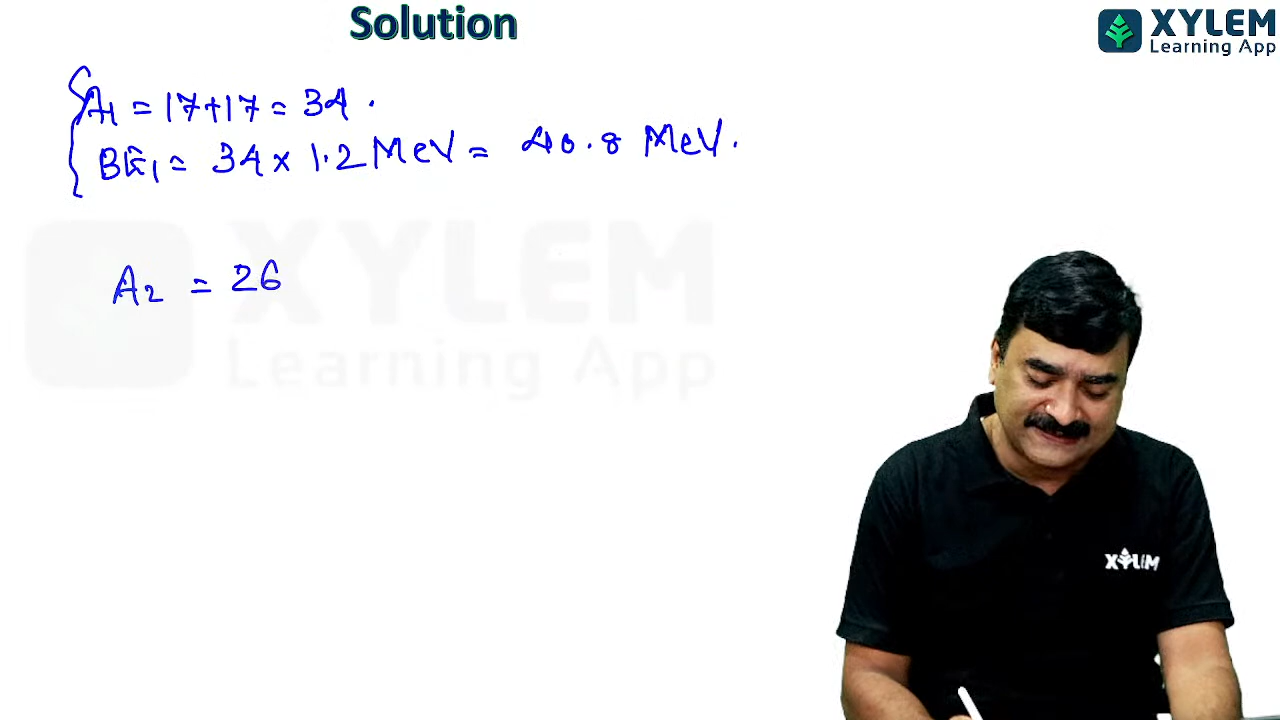 Solution
XYLEM
Learning App
A1 = 17+17 = 34.
BE1 = 34 x 1.2 MeV = 40.8 MeV.
A2 = 26
XYLEM
Learning App
XYLEM